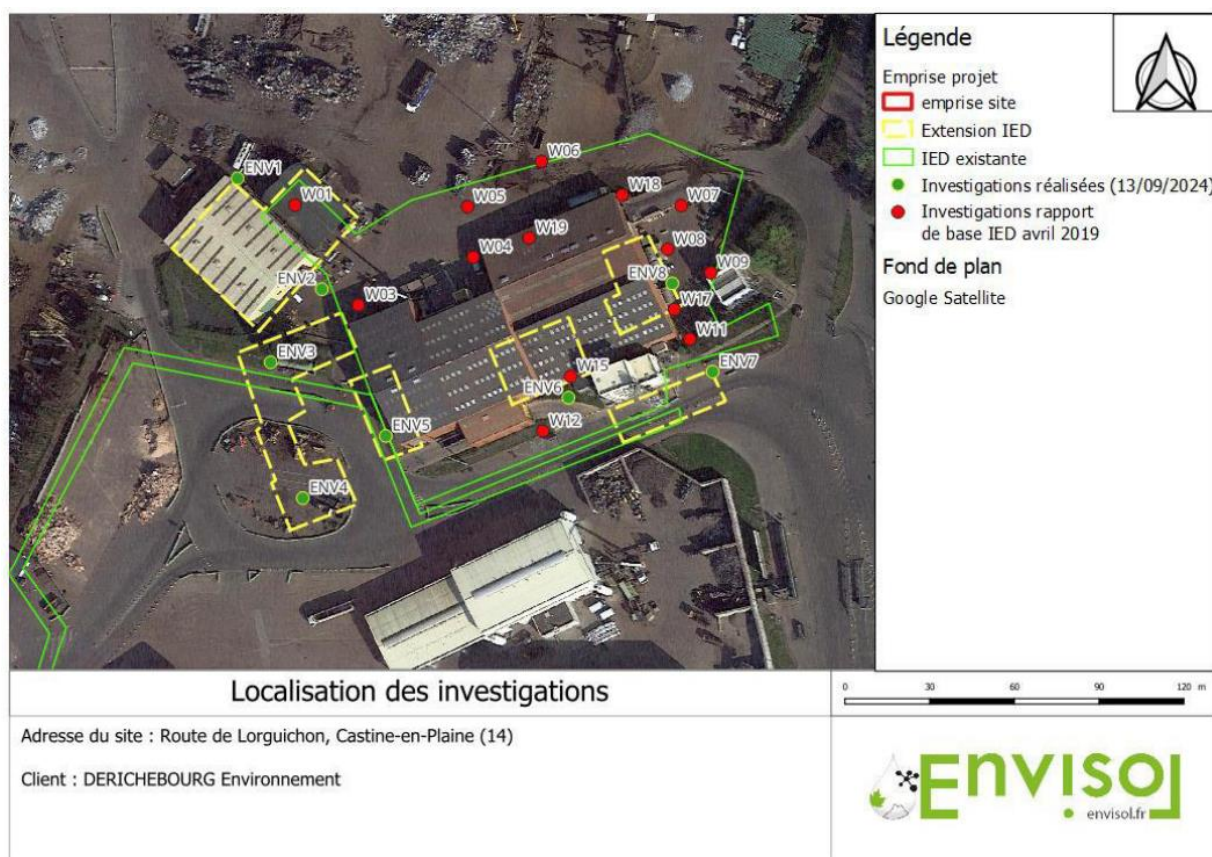 Légende
Emprise projet
emprise site
Extension IED
IED existante
Investigations réalisées (13/09/2024)
Investigations rapport
de base IED avril 2019
Fond de plan
Google Satellite
ENV1
W01
W06
W05
W18
W07
W19
W04
W08
W09
ENV2
ENV8
W03
W17
W11
ENV3
W15
ENV7
ENV6
W12
ENV5
ENV4
Localisation des investigations
0 30 60 90 120 m
Adresse du site : Route de Lorguichon, Castine-en-Plaine (14)
Client : DERICHEBOURG Environnement
Envisol
envisol.fr